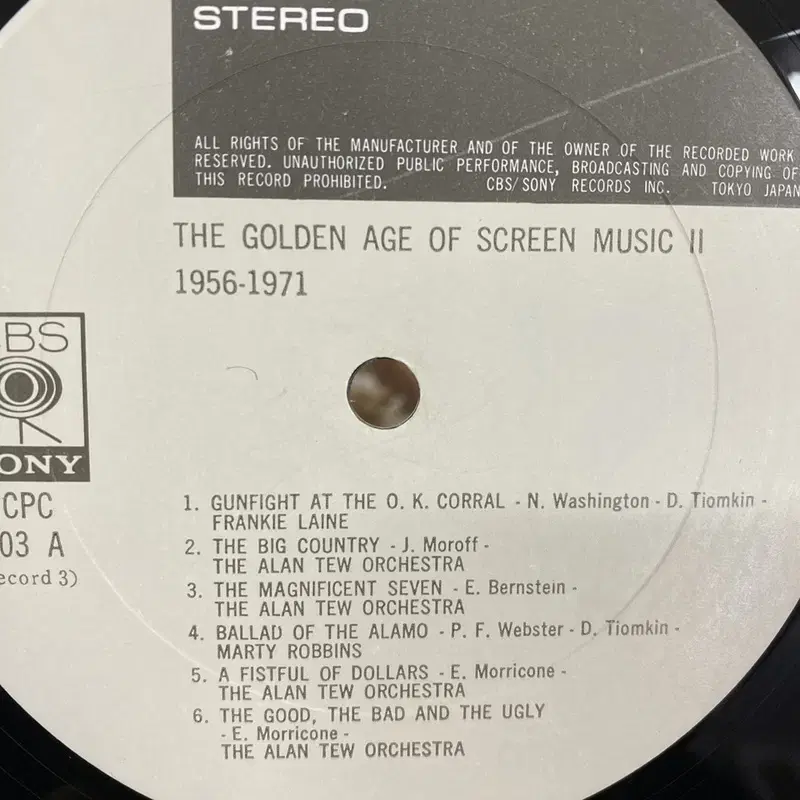 STEREO
ALL RIGHTS OF THE MANUFACTURER AND OF THE OWNER OF THE RECORDED WORK
RESERVED. UNAUTHORIZED PUBLIC PERFORMANCE, BROADCASTING AND COPYING OF
THIS RECORD PROHIBITED. CBS/SONY RECORDS INC. TOKYO JAPAN
THE GOLDEN AGE OF SCREEN MUSIC II
1956-1971
CBS
SONY
CPC
03 A
Record 3)
1. GUNFIGHT AT THE O. K. CORRAL - N. Washington - D. Tiomkin -
FRANKIE LAINE
2. THE BIG COUNTRY - J. Moroff -
THE ALAN TEW ORCHESTRA
3. THE MAGNIFICENT SEVEN - E. Bernstein -
THE ALAN TEW ORCHESTRA
4. BALLAD OF THE ALAMO - P. F. Webster - D. Tiomkin -
MARTY ROBBINS
5. A FISTFUL OF DOLLARS - E. Morricone -
THE ALAN TEW ORCHESTRA
6. THE GOOD, THE BAD AND THE UGLY
- E. Morricone -
THE ALAN TEW ORCHESTRA